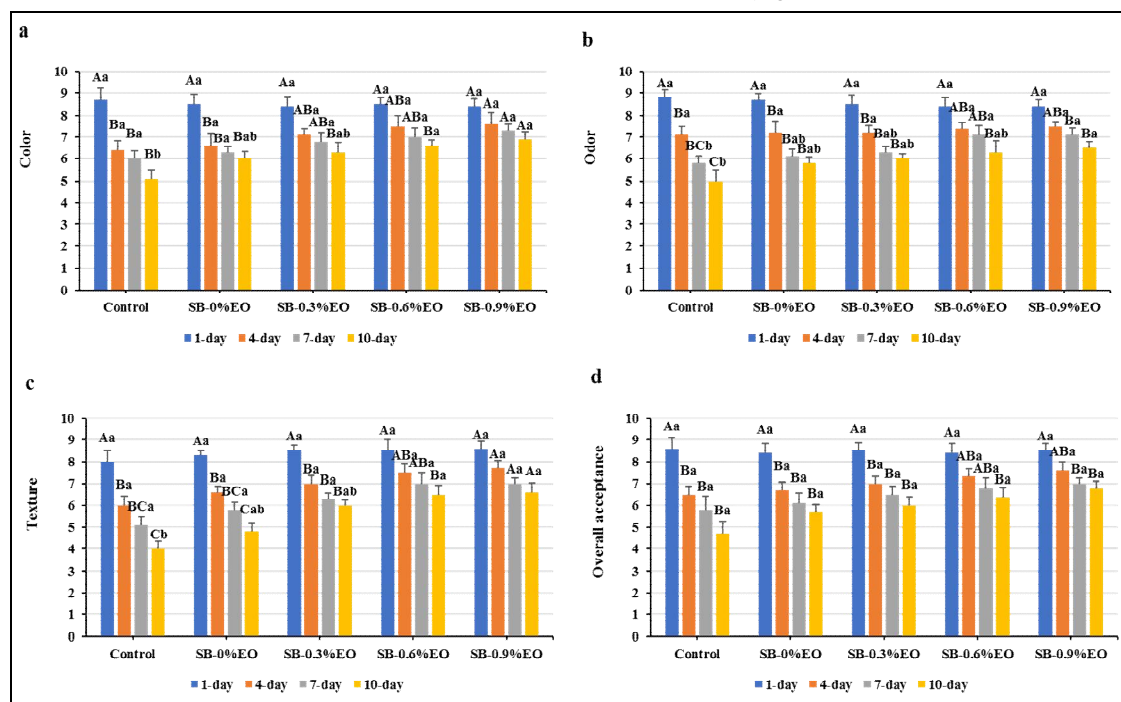 a
Color
10
9
8
7
6
5
4
3
2
1
0
Aa Ba Ba Bb
Aa Ba Ba Bab
Aa ABa ABa Bab
Aa ABa ABa Ba
Aa Aa Aa Aa
Control SB-0%EO SB-0.3%EO SB-0.6%EO SB-0.9%EO
1-day 4-day 7-day 10-day
b
Odor
10
9
8
7
6
5
4
3
2
1
0
Aa Ba BCb Cb
Aa Ba Bab Bab
Aa Ba Bab Bab
Aa ABa ABa Bab
Aa ABa Ba Ba
Control SB-0%EO SB-0.3%EO SB-0.6%EO SB-0.9%EO
1-day 4-day 7-day 10-day
c
Texture
10
9
8
7
6
5
4
3
2
1
0
Aa Ba BCa Cb
Aa Ba BCa Cab
Aa Ba Ba Bab
Aa ABa ABa Ba
Aa Aa Aa Aa
Control SB-0%EO SB-0.3%EO SB-0.6%EO SB-0.9%EO
1-day 4-day 7-day 10-day
d
Overall acceptance
10
9
8
7
6
5
4
3
2
1
0
Aa Ba Ba Ba
Aa Ba Ba Ba
Aa Ba Ba Ba
Aa ABa ABa Ba
Aa ABa Ba Ba
Control SB-0%EO SB-0.3%EO SB-0.6%EO SB-0.9%EO
1-day 4-day 7-day 10-day